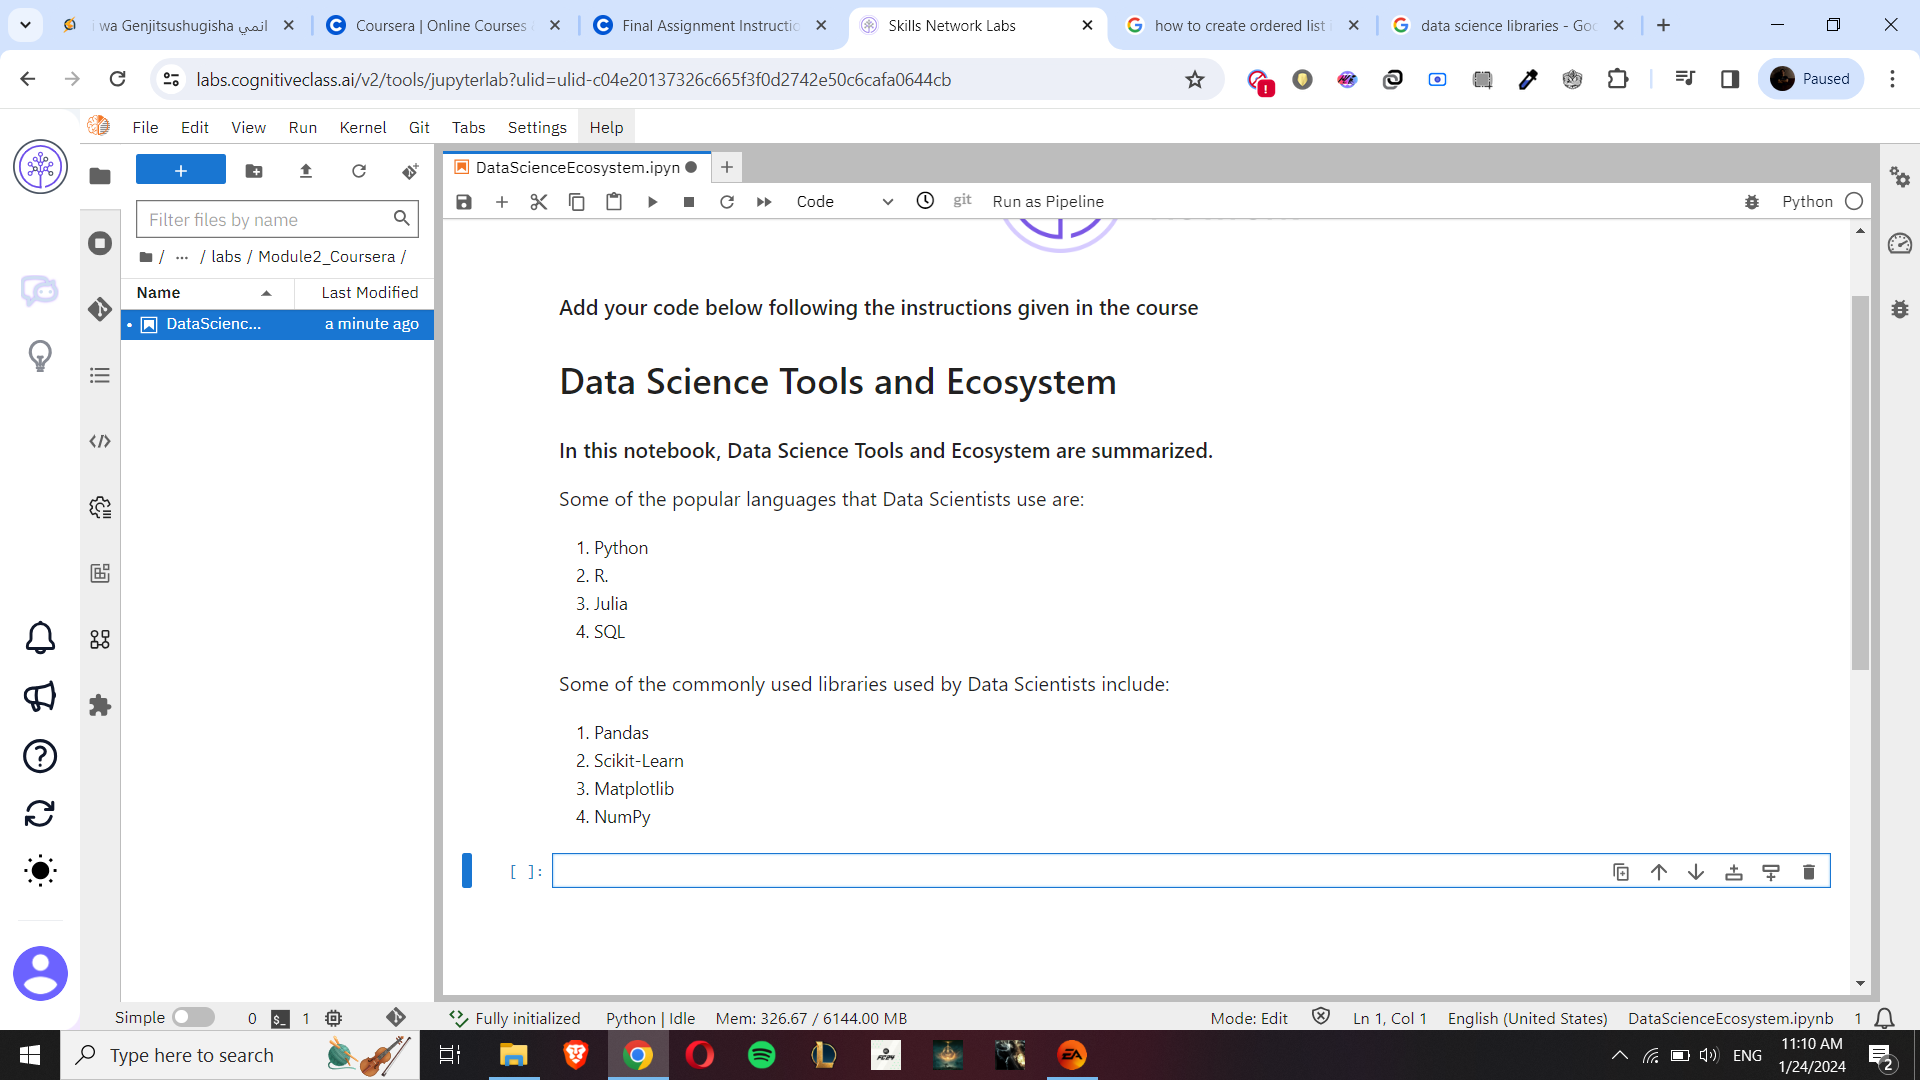 i wa Genjitsushugisha انمي
Coursera | Online Courses
Final Assignment Instructio
Skills Network Labs
how to create ordered list i
data science libraries - Goo
labs.cognitiveclass.ai/v2/tools/jupyterlab?ulid=ulid-c04e20137326c665f3f0d2742e50c6cafa0644cb
Paused
File Edit View Run Kernel Git Tabs Settings Help
DataScienceEcosystem.ipyn
Filter files by name
Code
git
Run as Pipeline
Python
/ ... / labs / Module2_Coursera /
Name Last Modified
DataScienc... a minute ago
Add your code below following the instructions given in the course
Data Science Tools and Ecosystem
In this notebook, Data Science Tools and Ecosystem are summarized.
Some of the popular languages that Data Scientists use are:
1. Python
2. R.
3. Julia
4. SQL
Some of the commonly used libraries used by Data Scientists include:
1. Pandas
2. Scikit-Learn
3. Matplotlib
4. NumPy
[ ]:
Simple 0 $_ 1 Fully initialized Python | Idle Mem: 326.67 / 6144.00 MB Mode: Edit Ln 1, Col 1 English (United States) DataScienceEcosystem.ipynb 1
Type here to search
FC24
EA
ENG
11:10 AM
1/24/2024
2